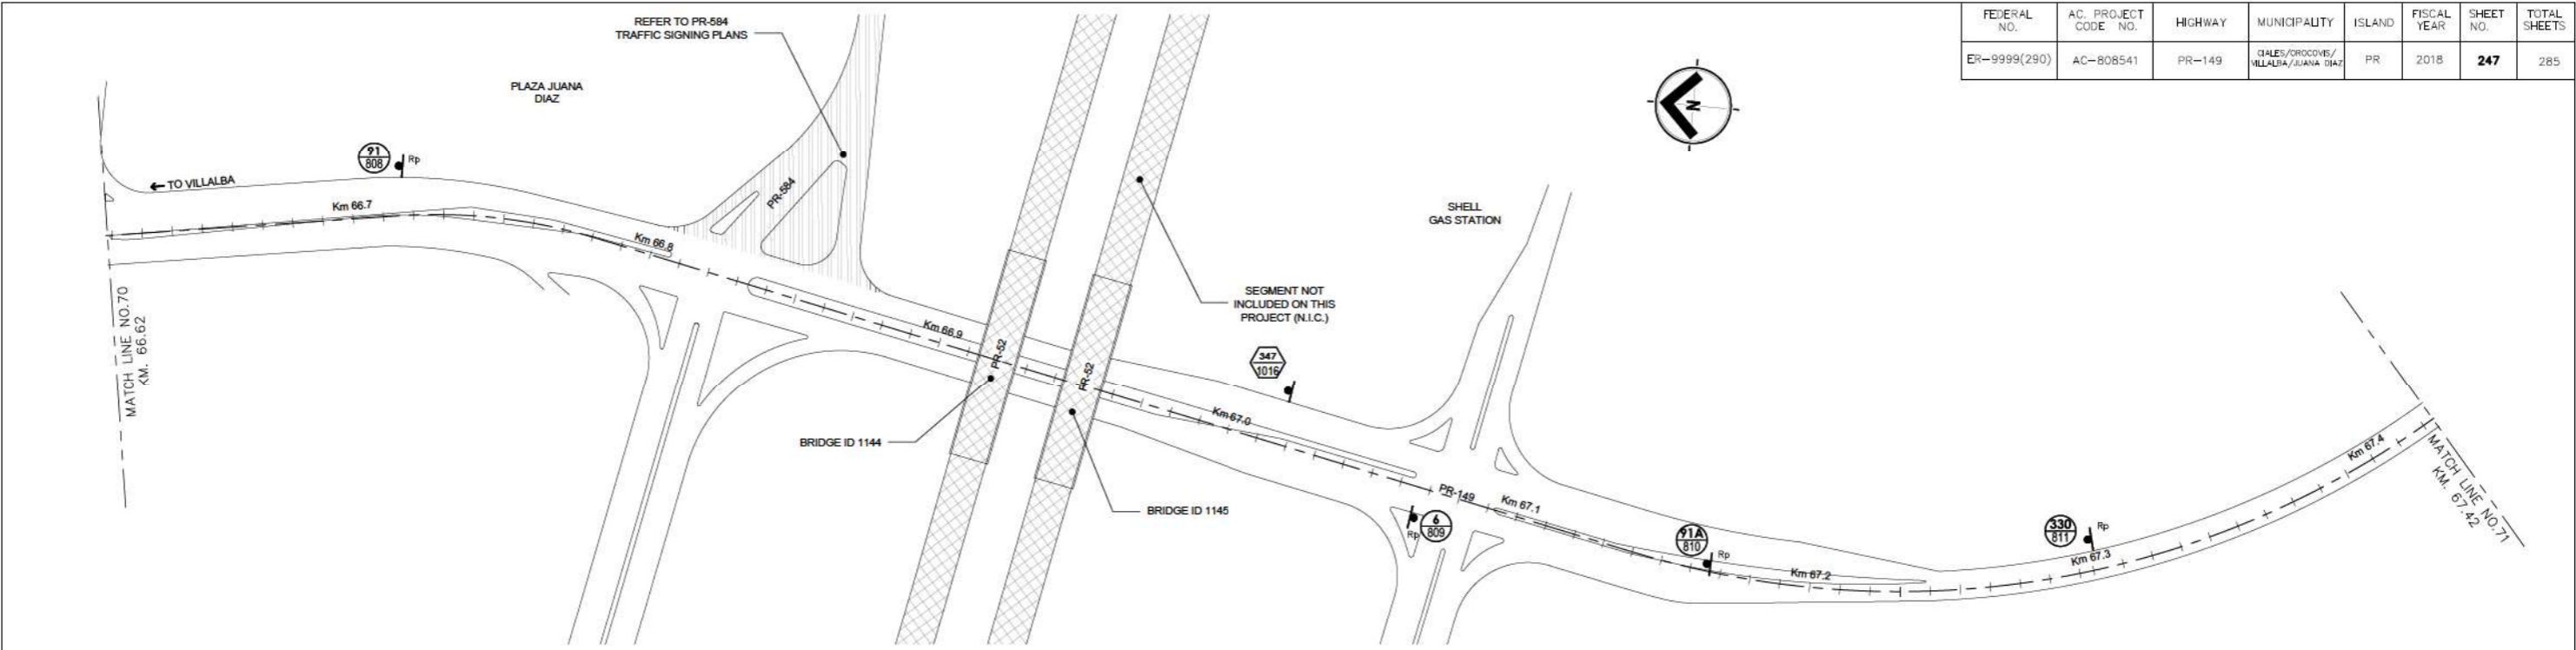 FEDERAL NO.
AC. PROJECT CODE NO.
HIGHWAY
MUNICIPALITY
ISLAND
FISCAL YEAR
SHEET NO.
TOTAL SHEETS
ER-9999(290)
AC-808541
PR-149
CIALES/OROCOVIS/
VILLALBA/JUANA DIAZ
PR
2018
247
285
REFER TO PR-584
TRAFFIC SIGNING PLANS
PLAZA JUANA
DIAZ
N
91
808
Rp
← TO VILLALBA
Km 66.7
PR-584
Km 66.8
MATCH LINE NO.70
KM. 66.62
SHELL
GAS STATION
SEGMENT NOT
INCLUDED ON THIS
PROJECT (N.I.C.)
Km 66.9
PR-52
PR-52
347
1016
BRIDGE ID 1144
BRIDGE ID 1145
Km 67.0
PR-149
Km 67.1
6
809
Rp
91A
810
Rp
Km 67.2
330
811
Rp
Km 67.3
Km 67.4
MATCH LINE NO.71
KM. 67.42